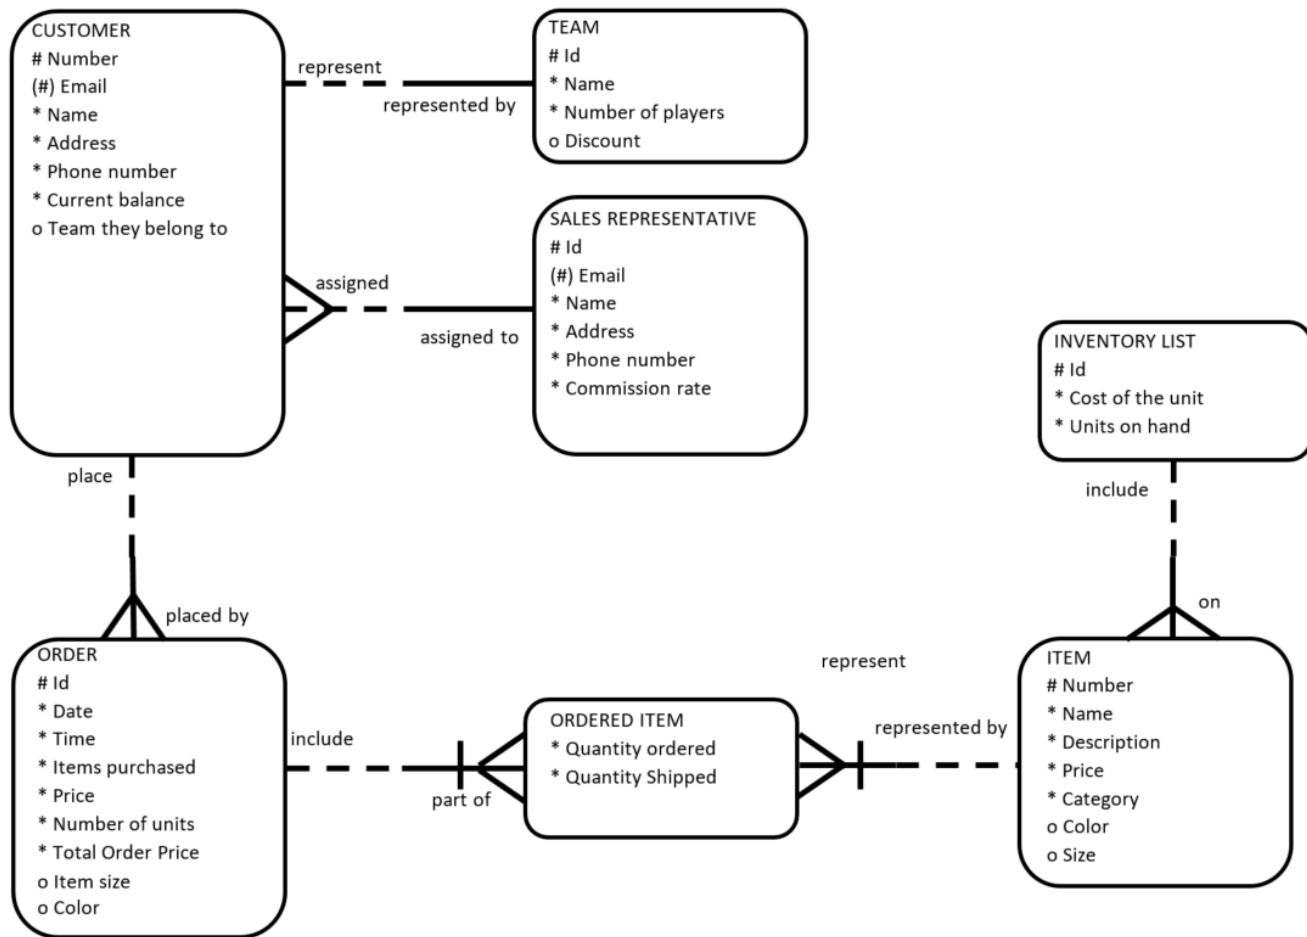 CUSTOMER
# Number
(#) Email
* Name
* Address
* Phone number
* Current balance
o Team they belong to
represent
represented by
TEAM
# Id
* Name
* Number of players
o Discount
assigned
assigned to
SALES REPRESENTATIVE
# Id
(#) Email
* Name
* Address
* Phone number
* Commission rate
INVENTORY LIST
# Id
* Cost of the unit
* Units on hand
place
placed by
include
on
ORDER
# Id
* Date
* Time
* Items purchased
* Price
* Number of units
* Total Order Price
o Item size
o Color
include
part of
ORDERED ITEM
* Quantity ordered
* Quantity Shipped
represent
represented by
ITEM
# Number
* Name
* Description
* Price
* Category
o Color
o Size